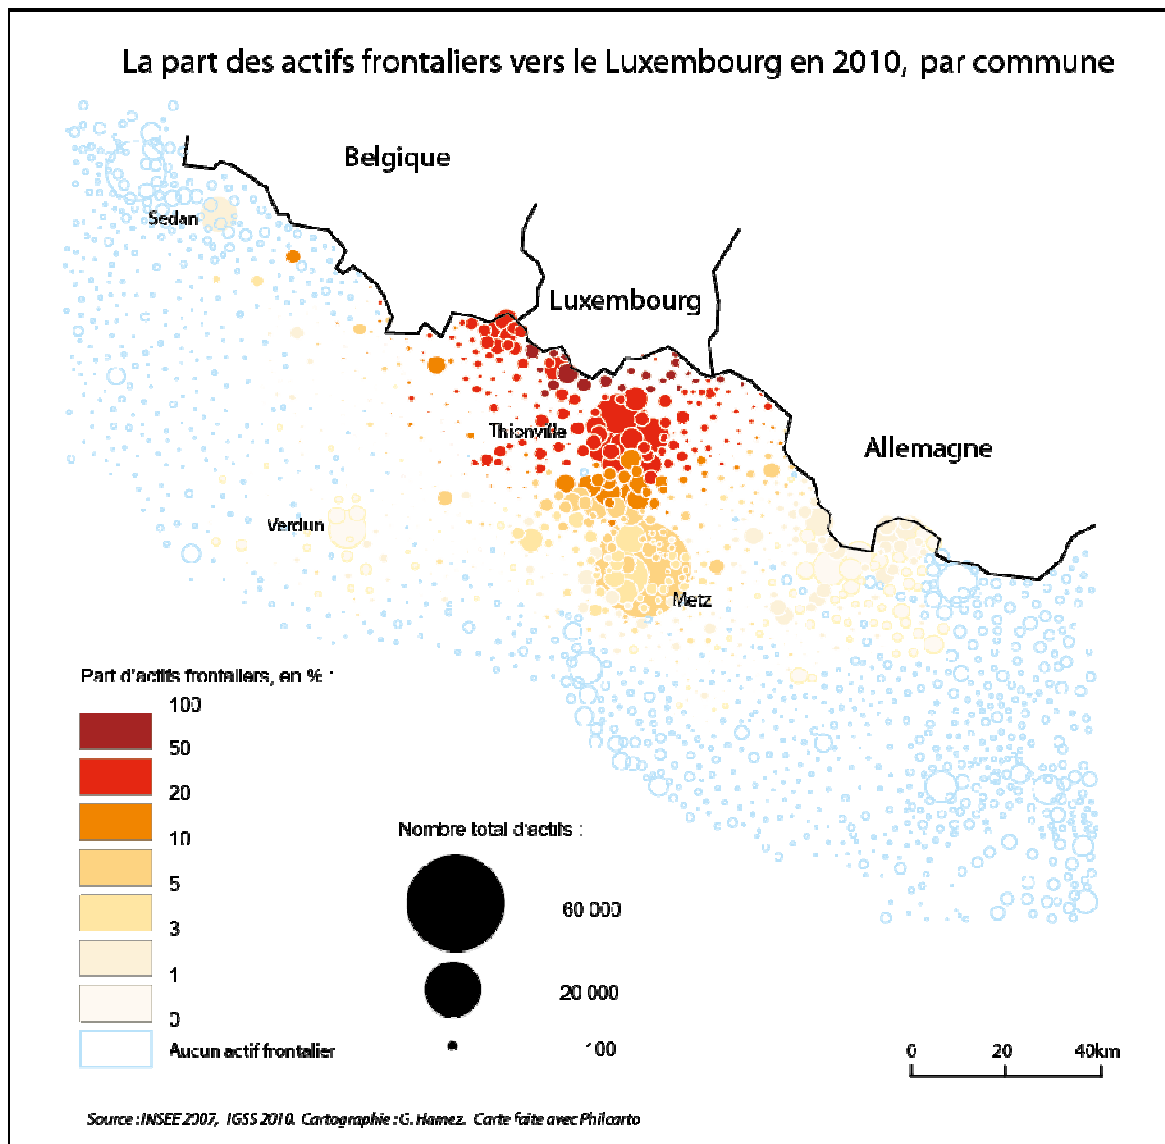 La part des actifs frontaliers vers le Luxembourg en 2010, par commune
Belgique
Sedan
Luxembourg
Thionville
Allemagne
Verdun
Metz
Part d'actifs frontaliers, en % :
100
50
20
10
5
3
1
0
Aucun actif frontalier
Nombre total d'actifs :
60 000
20 000
100
0 20 40km
Source : INSEE 2007, IGSS 2010. Cartographie : G. Hamez. Carte faite avec Philcarto